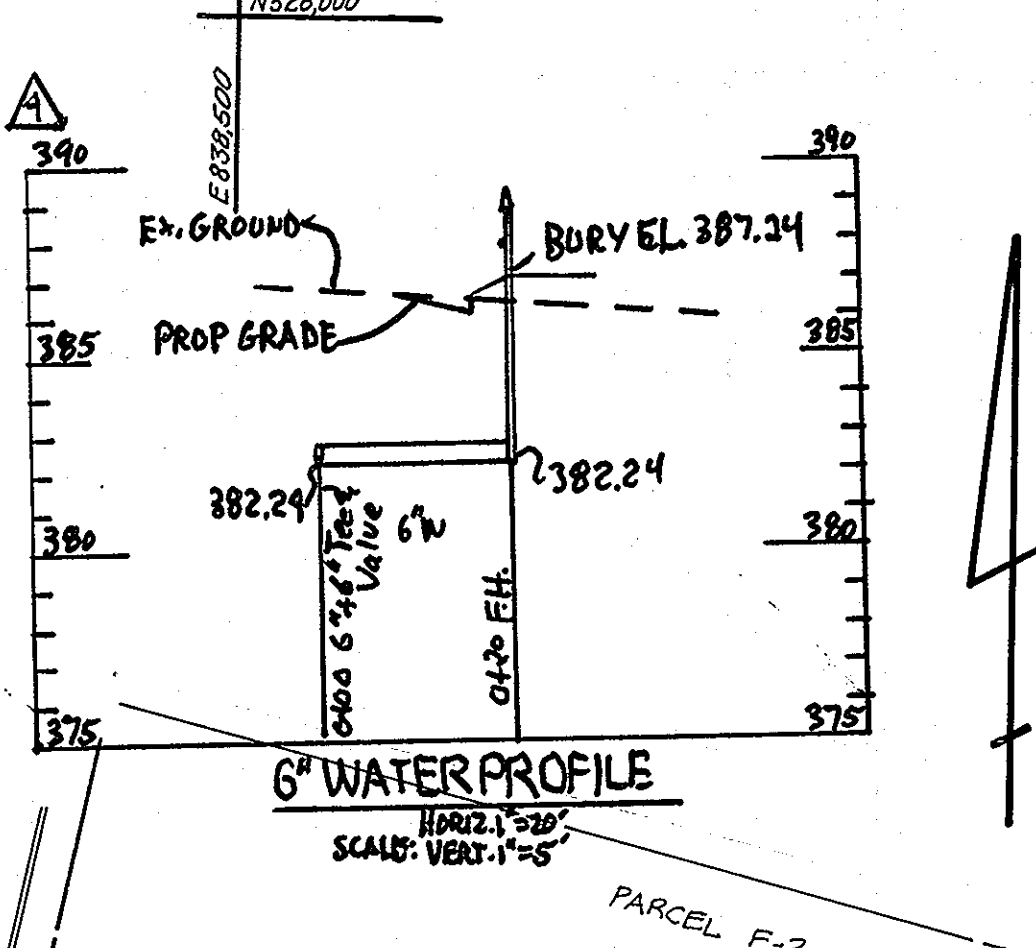 N528,000
E 838,500
390
390
EX. GROUND
BURY EL. 387.24
PROP GRADE
385
385
382.24
382.24
6"W
380
380
0+00 6"x6" Tee &
Valve
0+20 F.H.
375
375
6" WATER PROFILE
HORIZ. 1"=20'
SCALE: VERT. 1"=5'
PARCEL F-2